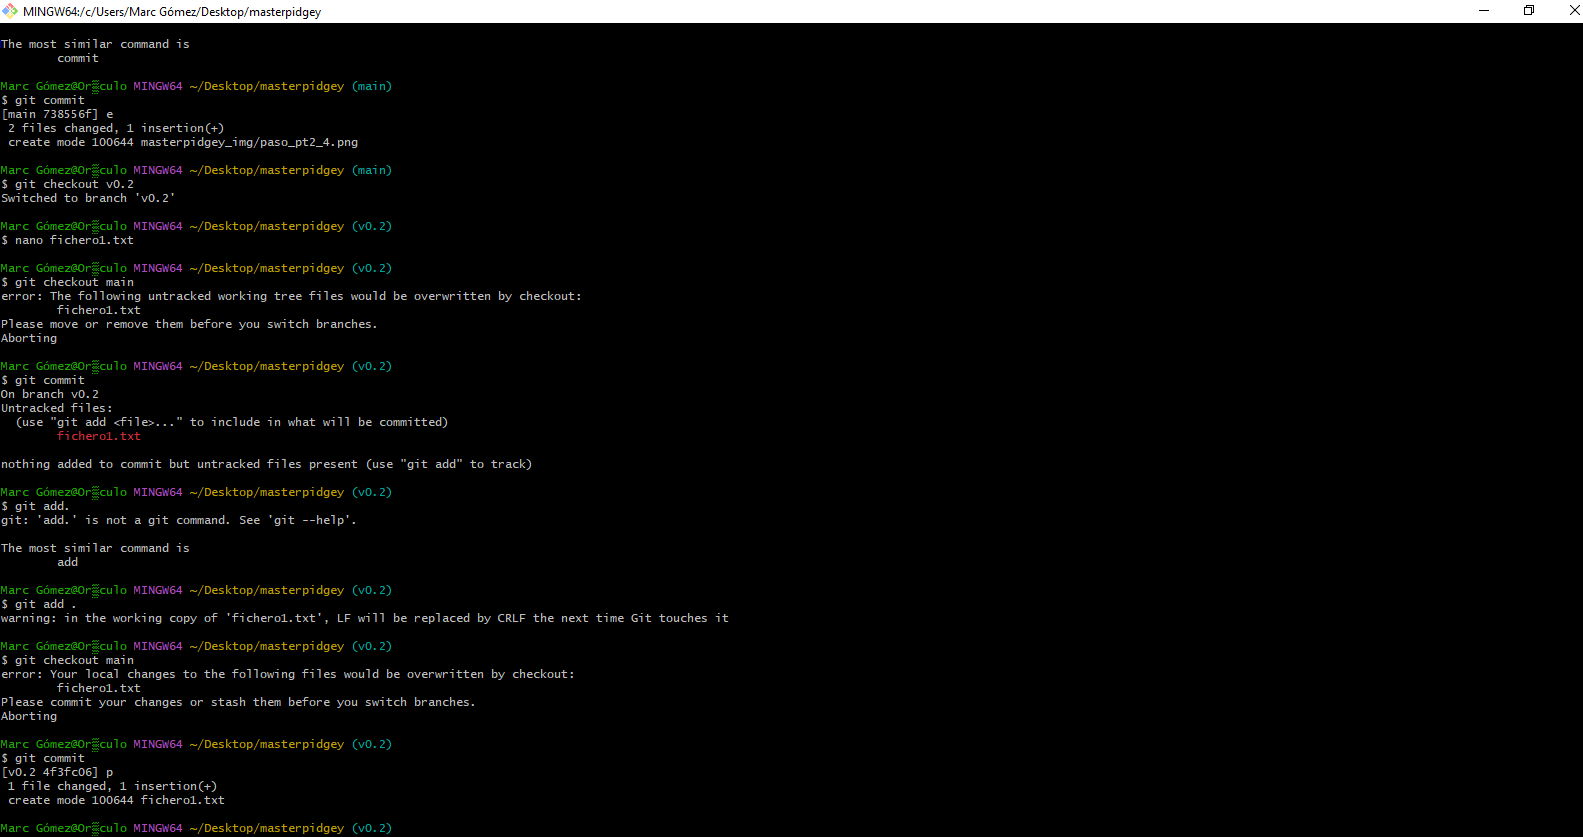 MINGW64:/c/Users/Marc Gómez/Desktop/masterpidgey
The most similar command is
        commit
Marc Gómez@Or▒culo MINGW64 ~/Desktop/masterpidgey (main)
$ git commit
[main 738556f] e
 2 files changed, 1 insertion(+)
 create mode 100644 masterpidgey_img/paso_pt2_4.png
Marc Gómez@Or▒culo MINGW64 ~/Desktop/masterpidgey (main)
$ git checkout v0.2
Switched to branch 'v0.2'
Marc Gómez@Or▒culo MINGW64 ~/Desktop/masterpidgey (v0.2)
$ nano fichero1.txt
Marc Gómez@Or▒culo MINGW64 ~/Desktop/masterpidgey (v0.2)
$ git checkout main
error: The following untracked working tree files would be overwritten by checkout:
        fichero1.txt
Please move or remove them before you switch branches.
Aborting
Marc Gómez@Or▒culo MINGW64 ~/Desktop/masterpidgey (v0.2)
$ git commit
On branch v0.2
Untracked files:
  (use "git add <file>..." to include in what will be committed)
        fichero1.txt
nothing added to commit but untracked files present (use "git add" to track)
Marc Gómez@Or▒culo MINGW64 ~/Desktop/masterpidgey (v0.2)
$ git add.
git: 'add.' is not a git command. See 'git --help'.
The most similar command is
        add
Marc Gómez@Or▒culo MINGW64 ~/Desktop/masterpidgey (v0.2)
$ git add .
warning: in the working copy of 'fichero1.txt', LF will be replaced by CRLF the next time Git touches it
Marc Gómez@Or▒culo MINGW64 ~/Desktop/masterpidgey (v0.2)
$ git checkout main
error: Your local changes to the following files would be overwritten by checkout:
        fichero1.txt
Please commit your changes or stash them before you switch branches.
Aborting
Marc Gómez@Or▒culo MINGW64 ~/Desktop/masterpidgey (v0.2)
$ git commit
[v0.2 4f3fc06] p
 1 file changed, 1 insertion(+)
 create mode 100644 fichero1.txt
Marc Gómez@Or▒culo MINGW64 ~/Desktop/masterpidgey (v0.2)